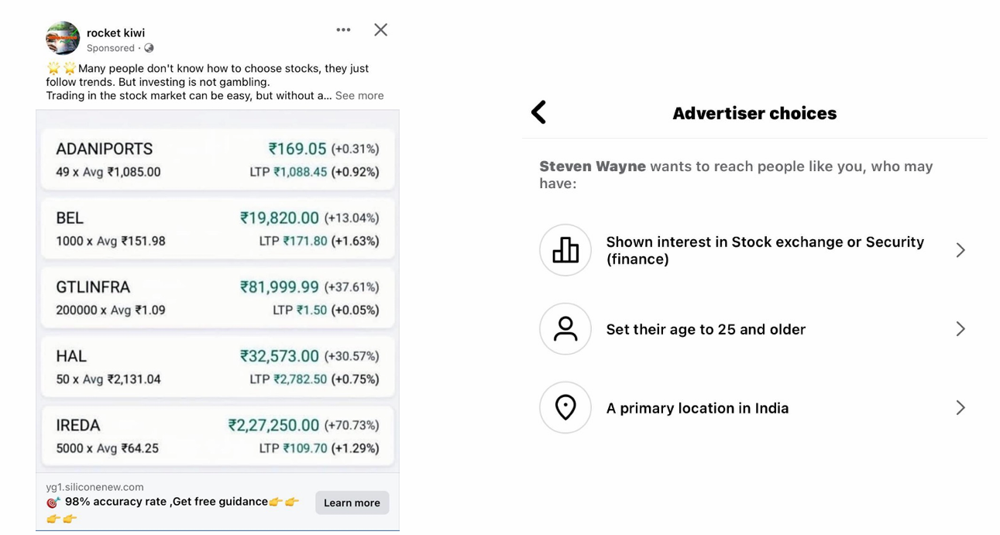 rocket kiwi
Sponsored ·
🌟 🌟Many people don't know how to choose stocks, they just
follow trends. But investing is not gambling.
Trading in the stock market can be easy, but without a... See more
ADANIPORTS ₹169.05 (+0.31%)
49 x Avg ₹1,085.00 LTP ₹1,088.45 (+0.92%)
BEL ₹19,820.00 (+13.04%)
1000 x Avg ₹151.98 LTP ₹171.80 (+1.63%)
GTLINFRA ₹81,999.99 (+37.61%)
200000 x Avg ₹1.09 LTP ₹1.50 (+0.05%)
HAL ₹32,573.00 (+30.57%)
50 x Avg ₹2,131.04 LTP ₹2,782.50 (+0.75%)
IREDA ₹2,27,250.00 (+70.73%)
5000 x Avg ₹64.25 LTP ₹109.70 (+1.29%)
yg1.siliconenew.com
🎯 98% accuracy rate ,Get free guidance👉👉
👉👉
Learn more
Advertiser choices
Steven Wayne wants to reach people like you, who may
have:
Shown interest in Stock exchange or Security
(finance)
Set their age to 25 and older
A primary location in India